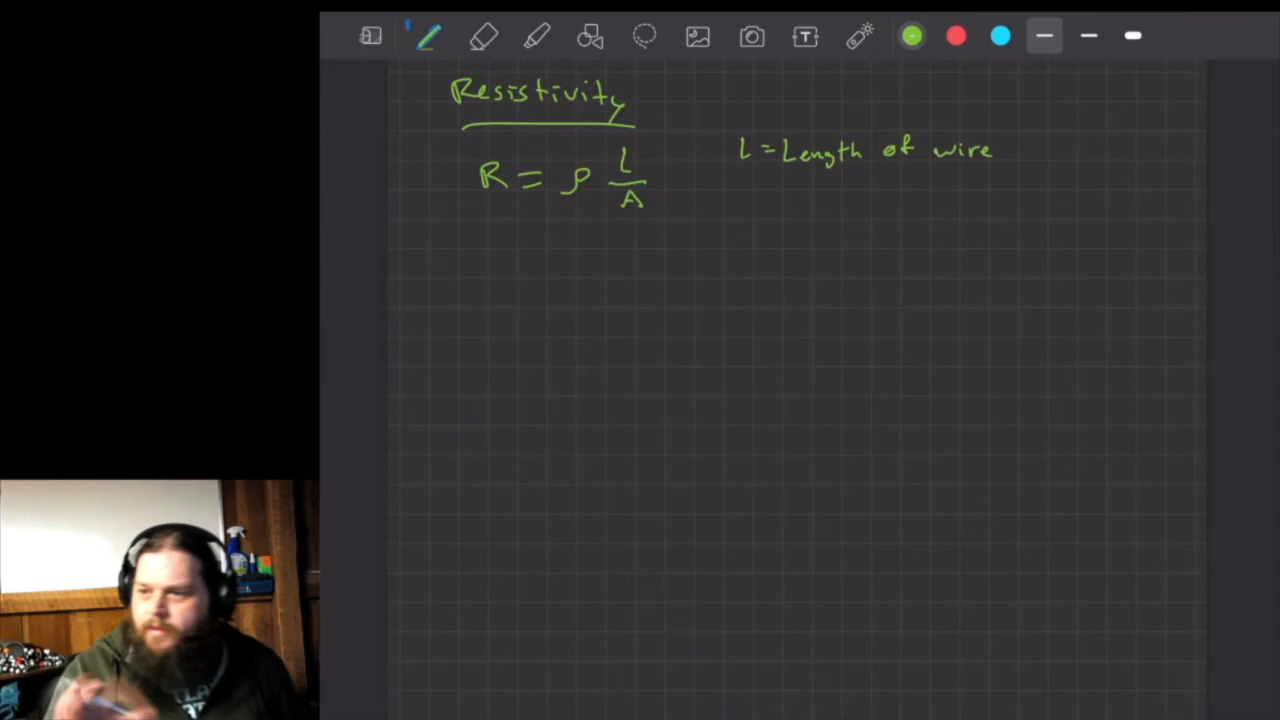 Resistivity
R = ρ L/A
L = Length of wire